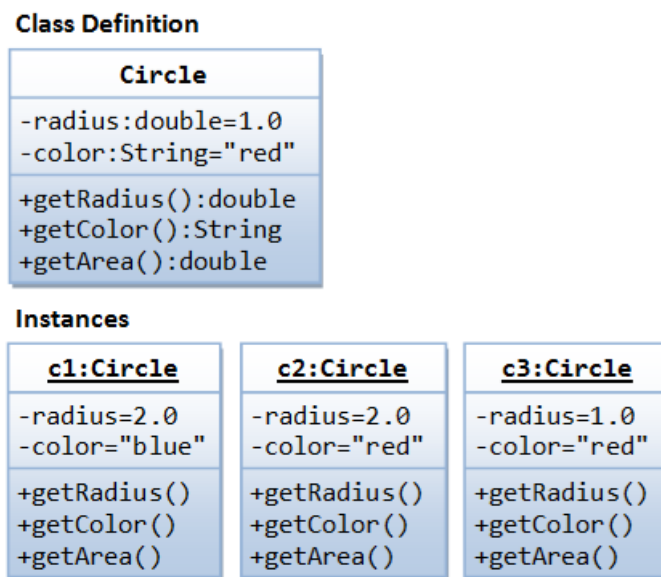 Class Definition
Circle
-radius:double=1.0
-color:String="red"
+getRadius():double
+getColor():String
+getArea():double
Instances
c1:Circle
-radius=2.0
-color="blue"
+getRadius()
+getColor()
+getArea()
c2:Circle
-radius=2.0
-color="red"
+getRadius()
+getColor()
+getArea()
c3:Circle
-radius=1.0
-color="red"
+getRadius()
+getColor()
+getArea()